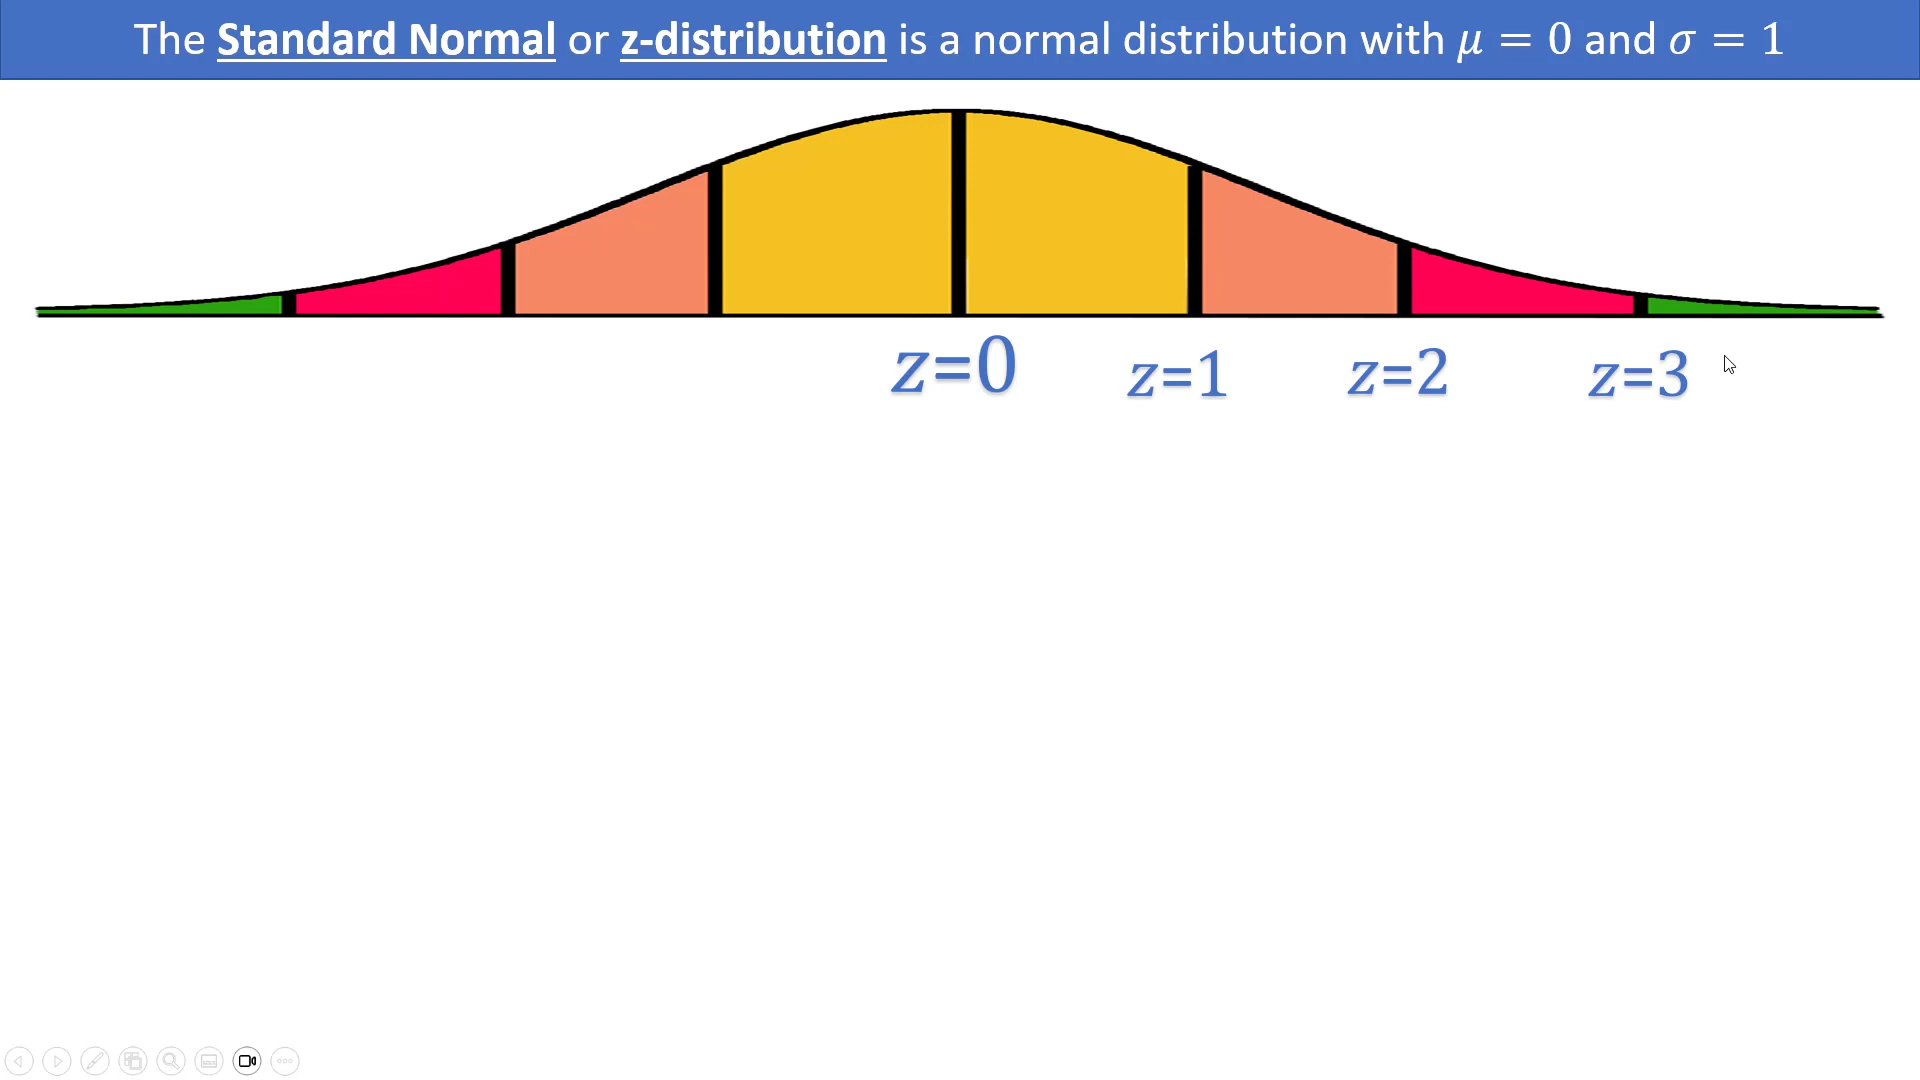 The Standard Normal or z-distribution is a normal distribution with μ = 0 and σ = 1
z=0 z=1 z=2 z=3